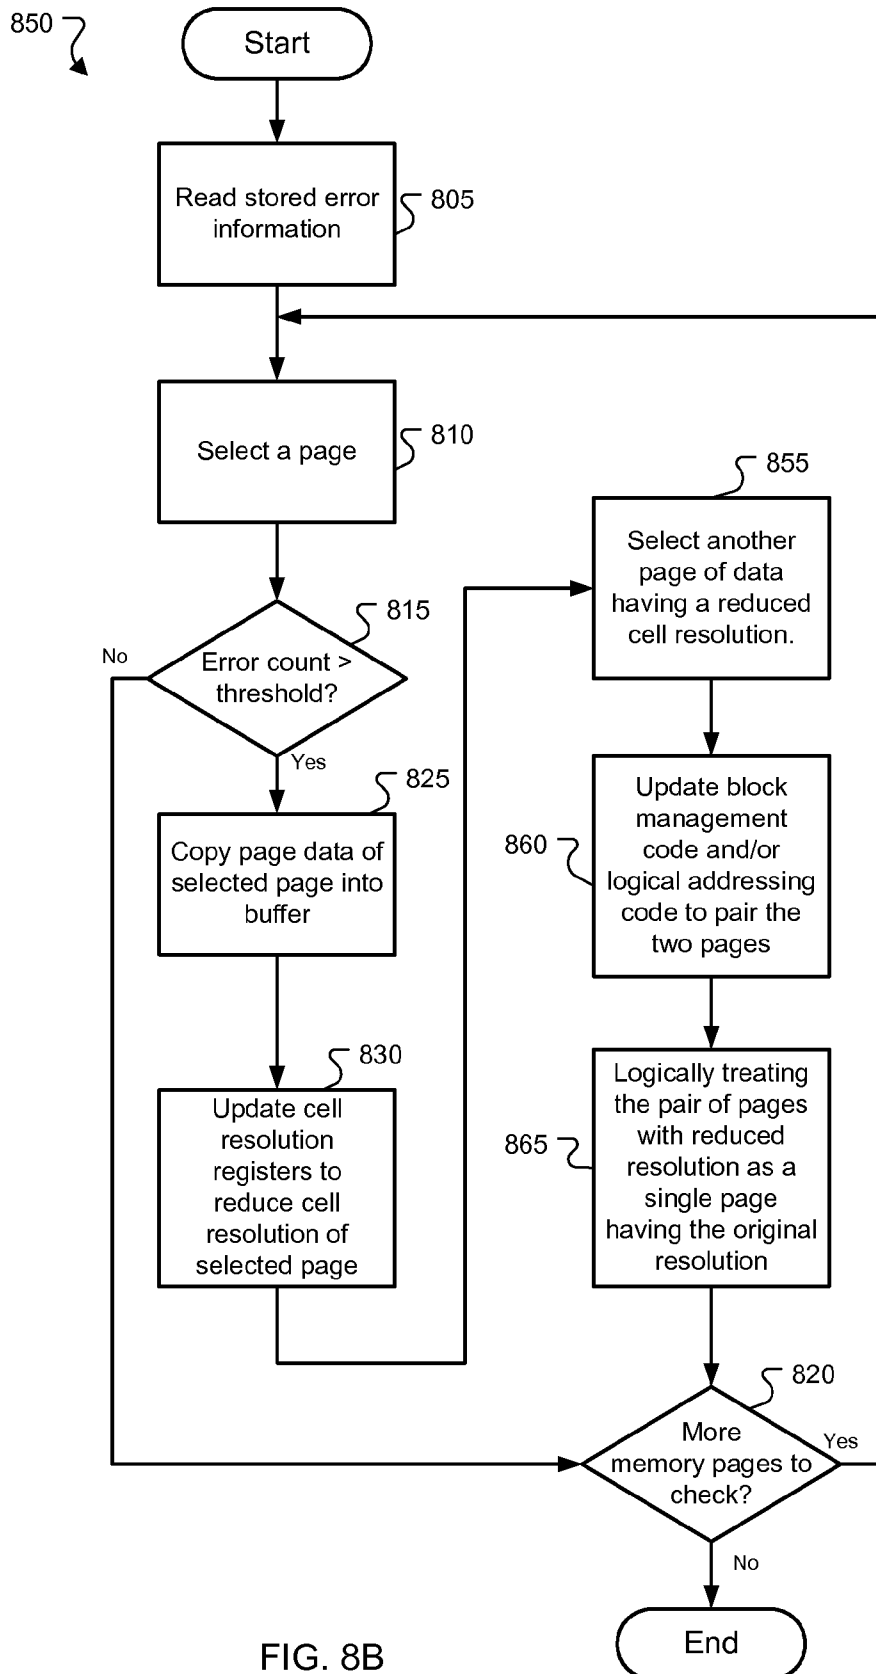 850
Start
Read stored error
information
805
Select a page
810
Error count >
threshold?
815
No
Yes
Copy page data of
selected page into
buffer
825
Update cell
resolution
registers to
reduce cell
resolution of
selected page
830
Select another
page of data
having a reduced
cell resolution.
855
Update block
management
code and/or
logical addressing
code to pair the
two pages
860
Logically treating
the pair of pages
with reduced
resolution as a
single page
having the original
resolution
865
More
memory pages to
check?
820
Yes
No
End
FIG. 8B